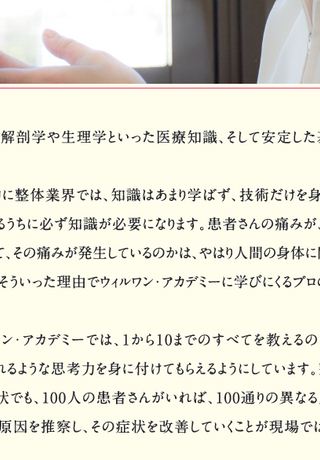 解剖学や生理学といった医療知識、そして安定した
に整体業界では、知識はあまり学ばず、技術だけを身
るうちに必ず知識が必要になります。患者さんの痛みが、
て、その痛みが発生しているのかは、やはり人間の身体に
そういった理由でウィルワン・アカデミーに学びにくるプロの
ン・アカデミーでは、1から10までのすべてを教えるの
れるような思考力を身に付けてもらえるようにしています。
状でも、100人の患者さんがいれば、100通りの異なる
原因を推察し、その症状を改善していくことが現場では